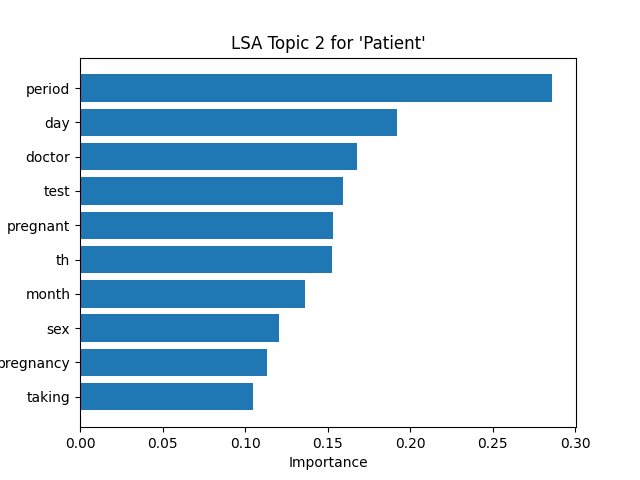 LSA Topic 2 for 'Patient'
period
day
doctor
test
pregnant
th
month
sex
pregnancy
taking
0.00 0.05 0.10 0.15 0.20 0.25 0.30
Importance